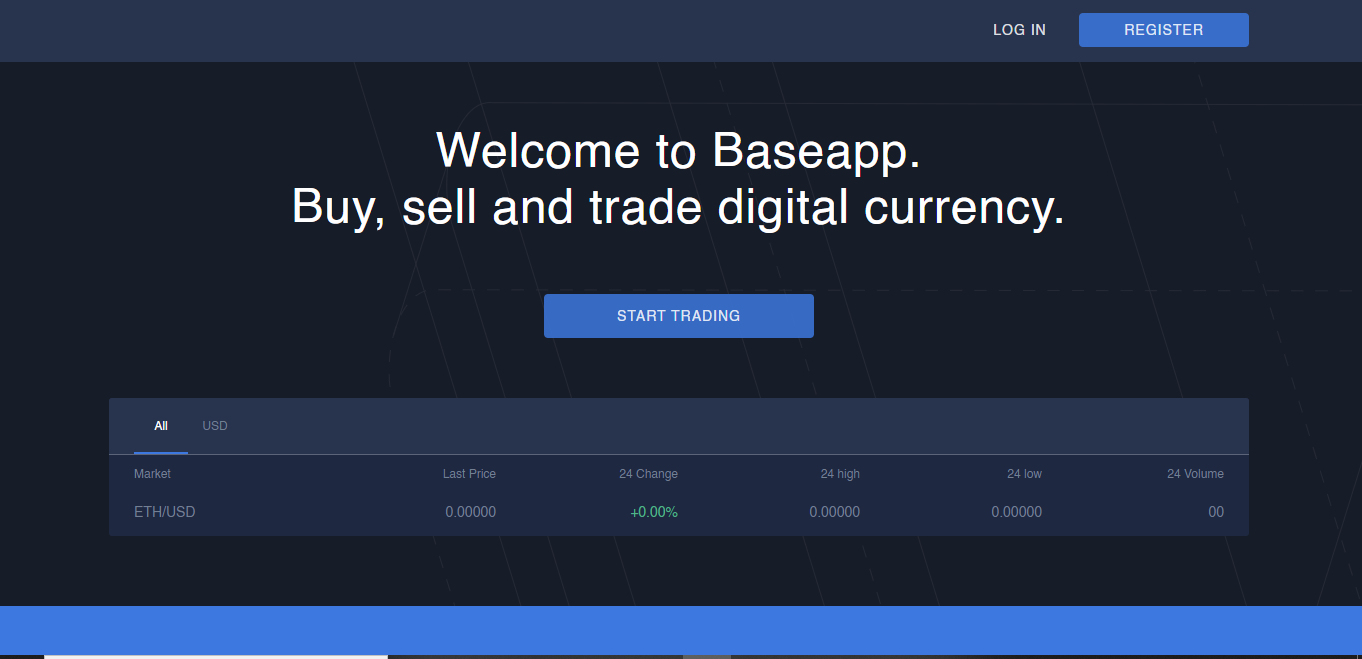 LOG IN REGISTER
Welcome to Baseapp.
Buy, sell and trade digital currency.
START TRADING
All USD
Market Last Price 24 Change 24 high 24 low 24 Volume
ETH/USD 0.00000 +0.00% 0.00000 0.00000 00